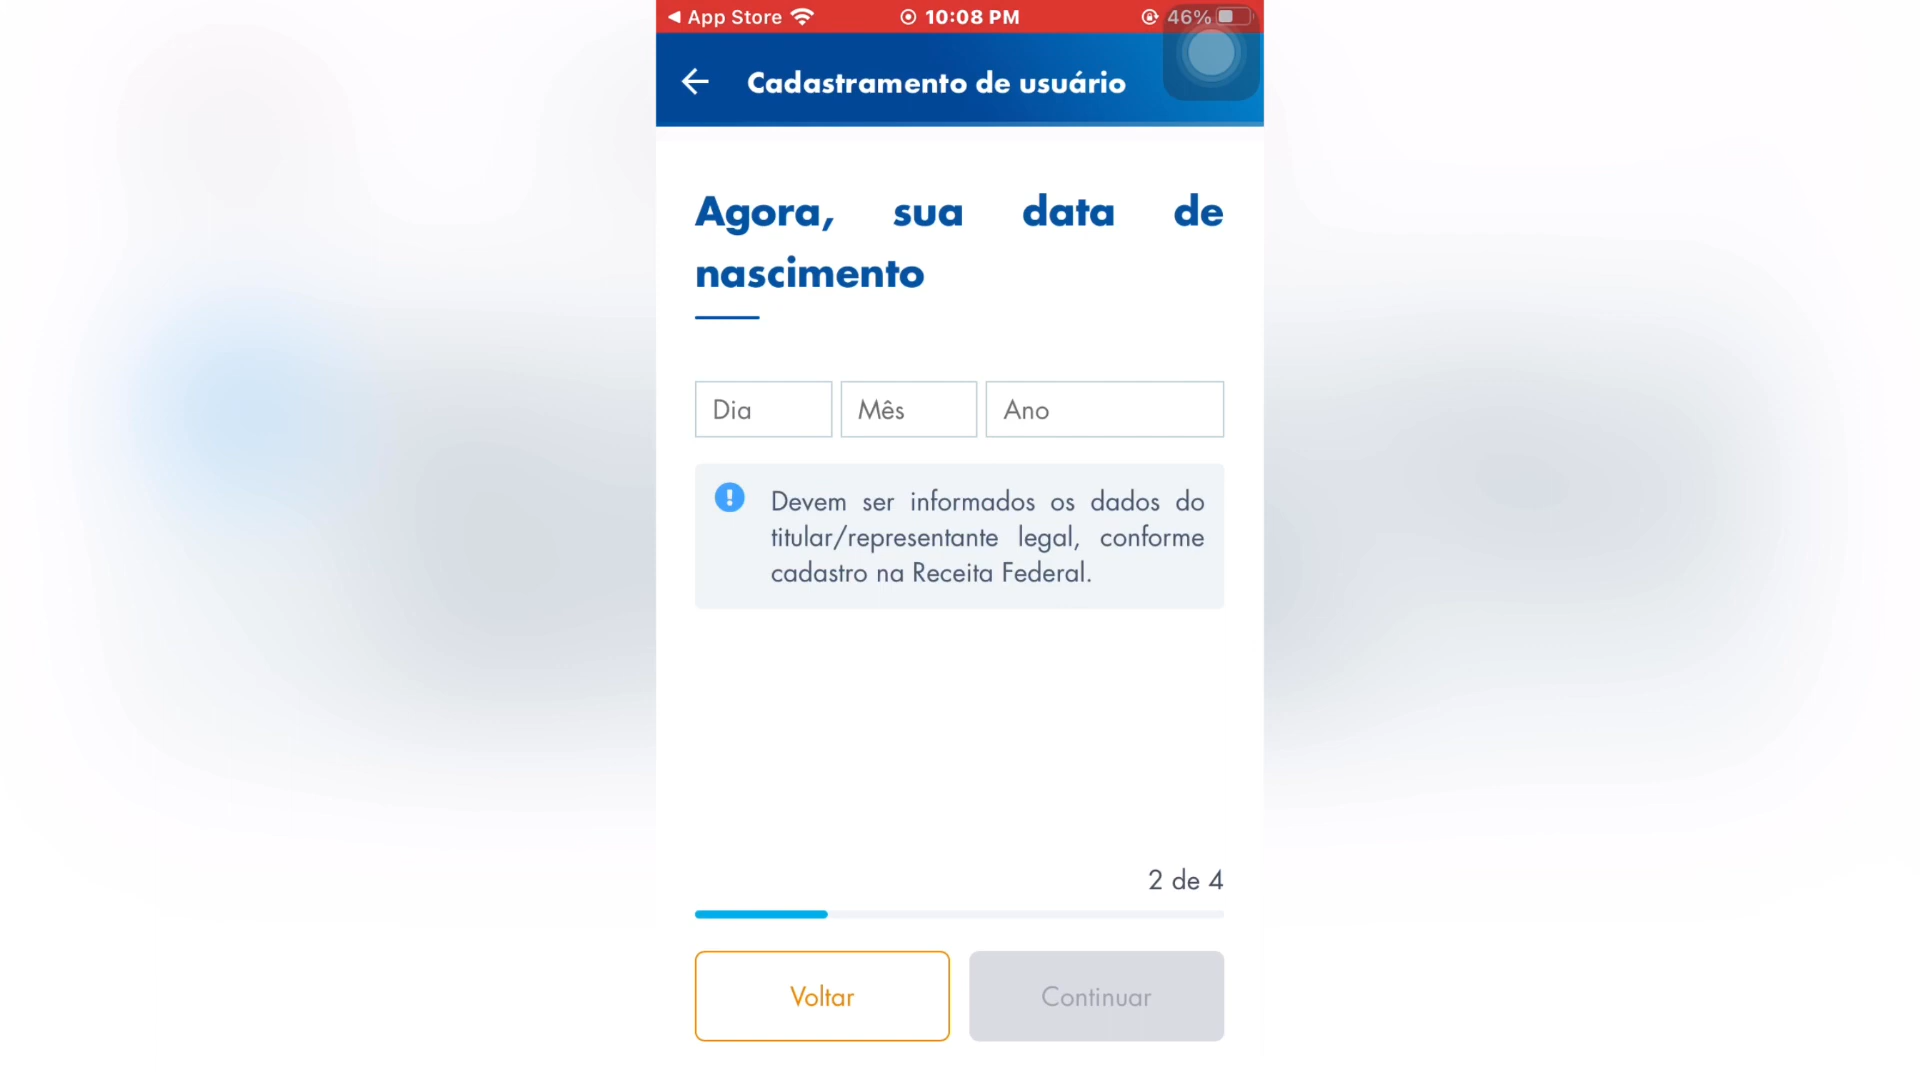 App Store 10:08 PM 46%
Cadastramento de usuário
Agora, sua data de
nascimento
Dia Mês Ano
Devem ser informados os dados do
titular/representante legal, conforme
cadastro na Receita Federal.
2 de 4
Voltar Continuar